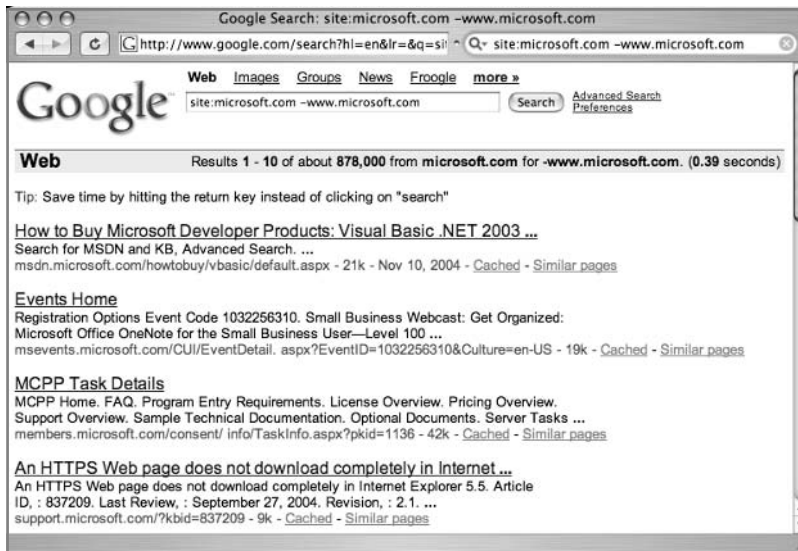 Google Search: site:microsoft.com –www.microsoft.com
G http://www.google.com/search?hl=en&lr=&q=sit
Q site:microsoft.com –www.microsoft.com
Google™
Web Images Groups News Froogle more »
site:microsoft.com –www.microsoft.com
Search
Advanced Search
Preferences
Web
Results 1 - 10 of about 878,000 from microsoft.com for -www.microsoft.com. (0.39 seconds)
Tip: Save time by hitting the return key instead of clicking on "search"
How to Buy Microsoft Developer Products: Visual Basic .NET 2003 ...
Search for MSDN and KB, Advanced Search. ...
msdn.microsoft.com/howtobuy/vbasic/default.aspx - 21k - Nov 10, 2004 - Cached - Similar pages
Events Home
Registration Options Event Code 1032256310. Small Business Webcast: Get Organized:
Microsoft Office OneNote for the Small Business User—Level 100 ...
msevents.microsoft.com/CUI/EventDetail. aspx?EventID=1032256310&Culture=en-US - 19k - Cached - Similar pages
MCPP Task Details
MCPP Home. FAQ. Program Entry Requirements. License Overview. Pricing Overview.
Support Overview. Sample Technical Documentation. Optional Documents. Server Tasks ...
members.microsoft.com/consent/ info/TaskInfo.aspx?pkid=1136 - 42k - Cached - Similar pages
An HTTPS Web page does not download completely in Internet ...
An HTTPS Web page does not download completely in Internet Explorer 5.5. Article
ID, : 837209. Last Review, : September 27, 2004. Revision, : 2.1. ...
support.microsoft.com/?kbid=837209 - 9k - Cached - Similar pages